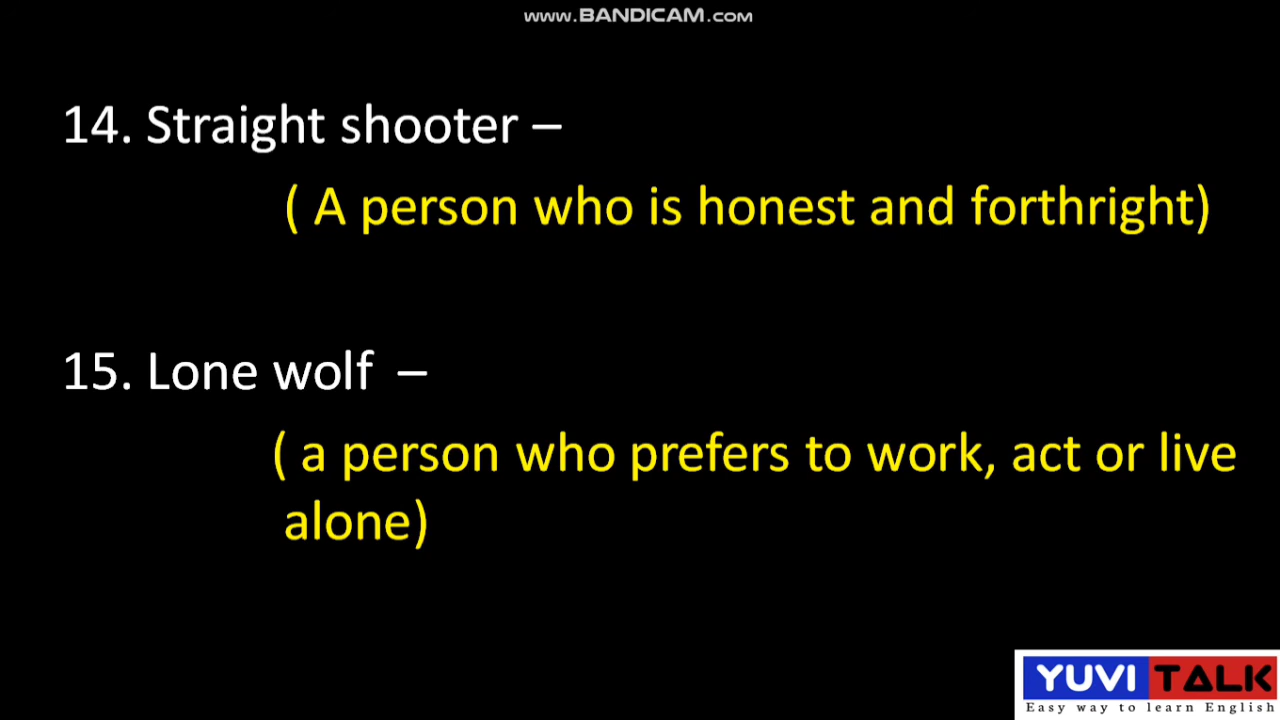 www.BANDICAM.com
14. Straight shooter –
( A person who is honest and forthright)
15. Lone wolf –
( a person who prefers to work, act or live
alone)
YUVI TALK
Easy way to learn English